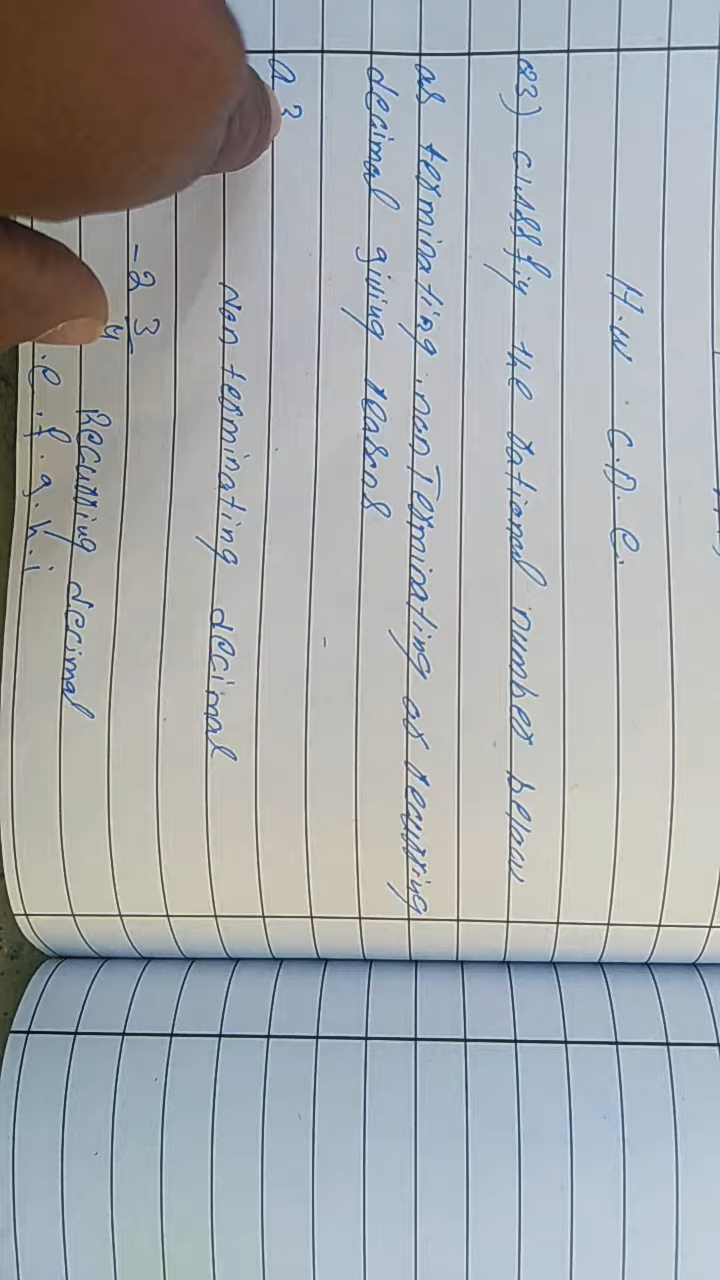 H.W. C.D.E.
Q3) classfiy the rational number below
as terminating, non Terminating or recurring
decimal giving reasons
a 3
Non terminating decimal
-2 3/4
Recurring decimal
.e.f.g.h.i